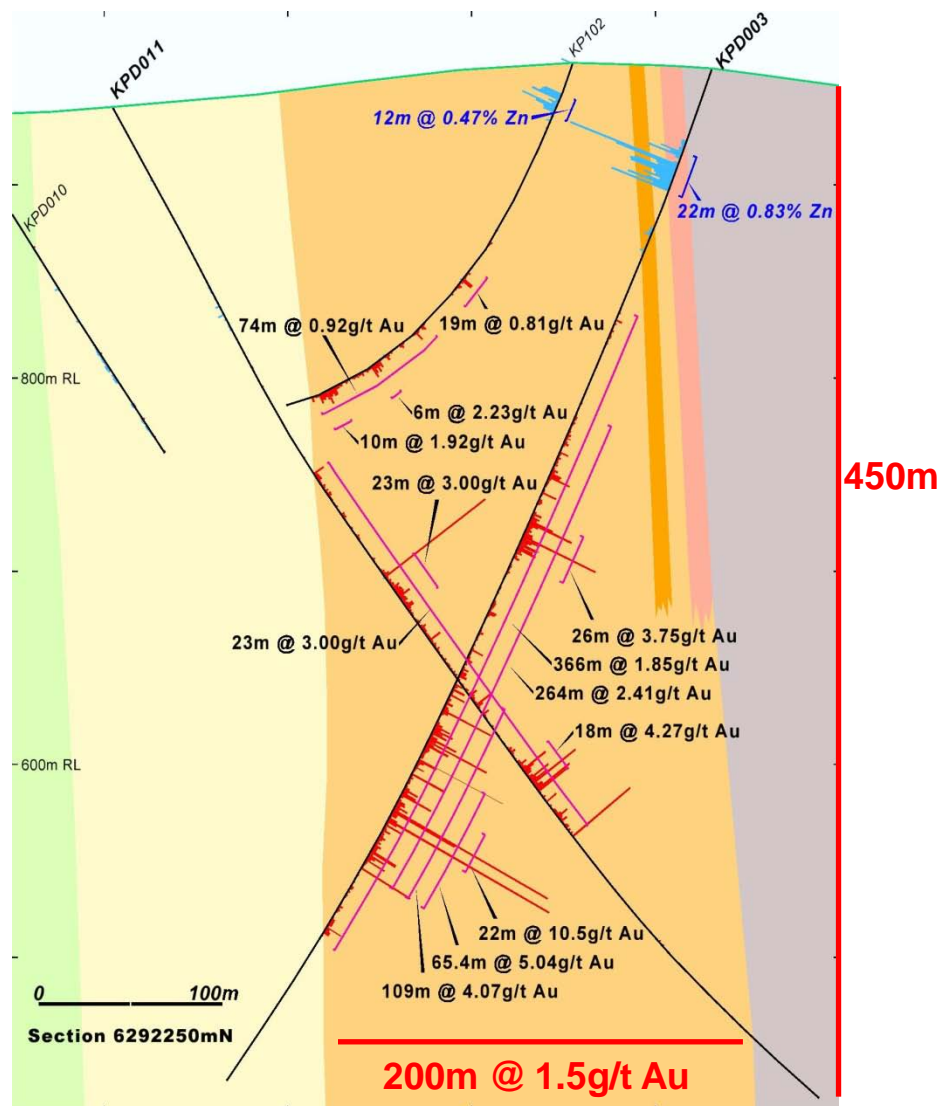 KPD011
KP102
KPD003
12m @ 0.47% Zn
22m @ 0.83% Zn
KPD010
74m @ 0.92g/t Au
19m @ 0.81g/t Au
800m RL
6m @ 2.23g/t Au
10m @ 1.92g/t Au
23m @ 3.00g/t Au
450m
23m @ 3.00g/t Au
26m @ 3.75g/t Au
366m @ 1.85g/t Au
264m @ 2.41g/t Au
18m @ 4.27g/t Au
600m RL
22m @ 10.5g/t Au
65.4m @ 5.04g/t Au
109m @ 4.07g/t Au
0 100m
Section 6292250mN
200m @ 1.5g/t Au